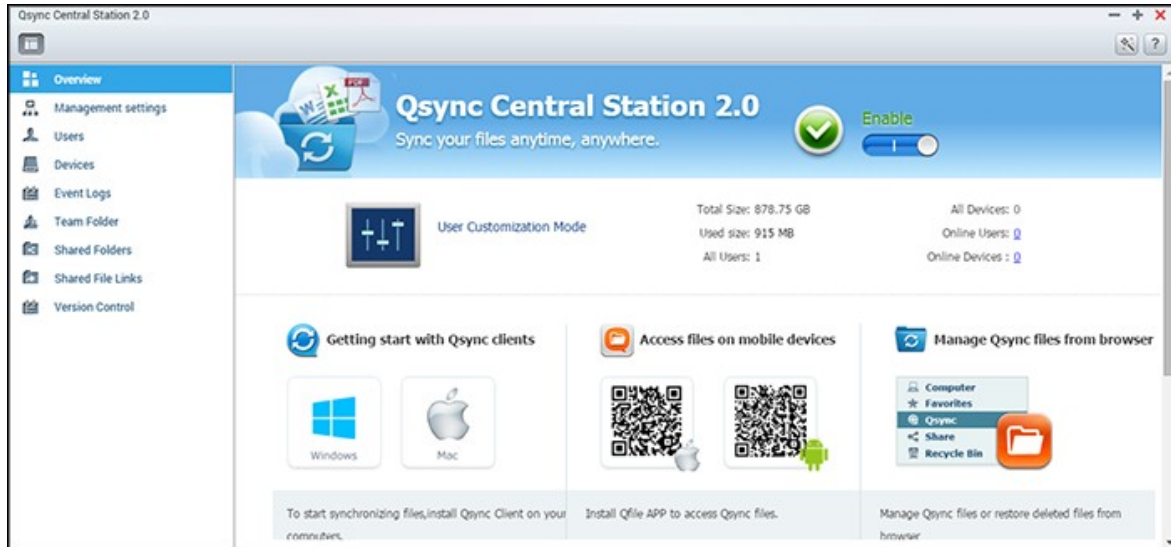 Qsync Central Station 2.0
Overview
Management settings
Users
Devices
Event Logs
Team Folder
Shared Folders
Shared File Links
Version Control
W X PDF
Qsync Central Station 2.0
Sync your files anytime, anywhere.
Enable
User Customization Mode
Total Size: 878.75 GB
Used size: 915 MB
All Users: 1
All Devices: 0
Online Users: 0
Online Devices : 0
Getting start with Qsync clients
Windows
Mac
To start synchronizing files,install Qsync Client on your
computers.
Access files on mobile devices
Install Qfile APP to access Qsync files.
Manage Qsync files from browser
Computer
Favorites
Qsync
Share
Recycle Bin
Manage Qsync files or restore deleted files from
browser